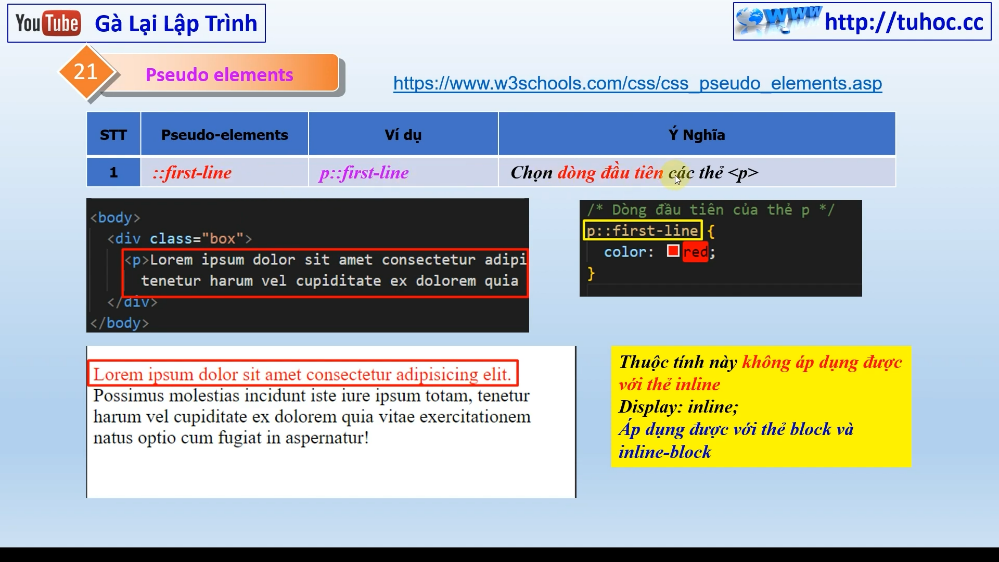 YouTube Gà Lại Lập Trình
WWW http://tuhoc.cc
21 Pseudo elements
https://www.w3schools.com/css/css_pseudo_elements.asp
STT Pseudo-elements Ví dụ Ý Nghĩa
1 ::first-line p::first-line Chọn dòng đầu tiên các thẻ <p>
<body>
<div class="box">
<p>Lorem ipsum dolor sit amet consectetur adipi
tenetur harum vel cupiditate ex dolorem quia
</div>
</body>
/* Dòng đầu tiên của thẻ p */
p::first-line {
color: red;
}
Lorem ipsum dolor sit amet consectetur adipisicing elit.
Possimus molestias incidunt iste iure ipsum totam, tenetur
harum vel cupiditate ex dolorem quia vitae exercitationem
natus optio cum fugiat in aspernatur!
Thuộc tính này không áp dụng được
với thẻ inline
Display: inline;
Áp dụng được với thẻ block và
inline-block